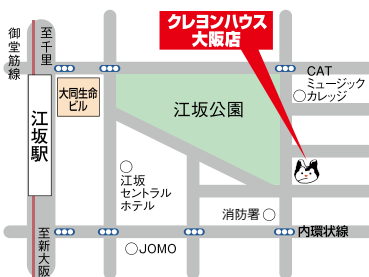 御堂筋線
至千里
クレヨンハウス
大阪店
大同生命
ビル
江坂公園
CAT
ミュージック
カレッジ
江坂駅
江坂
セントラル
ホテル
消防署
至新大阪
内環状線
JOMO